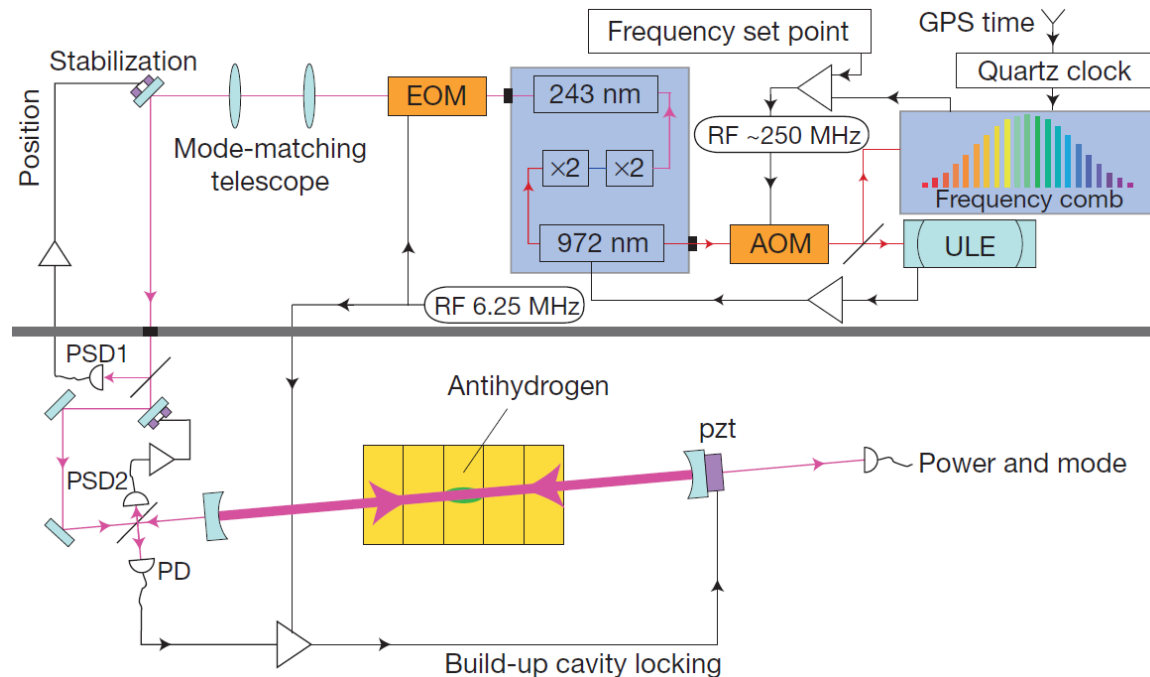 GPS time
Frequency set point
Quartz clock
Stabilization
EOM
243 nm
RF ~250 MHz
Position
Mode-matching
telescope
×2
×2
Frequency comb
972 nm
AOM
ULE
RF 6.25 MHz
PSD1
Antihydrogen
pzt
Power and mode
PSD2
PD
Build-up cavity locking